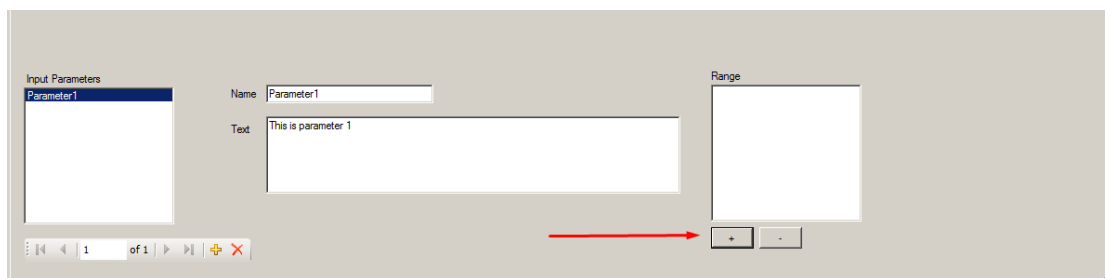 Input Parameters
Parameter1
Name Parameter1
Text This is parameter 1
Range
1 of 1
+ -